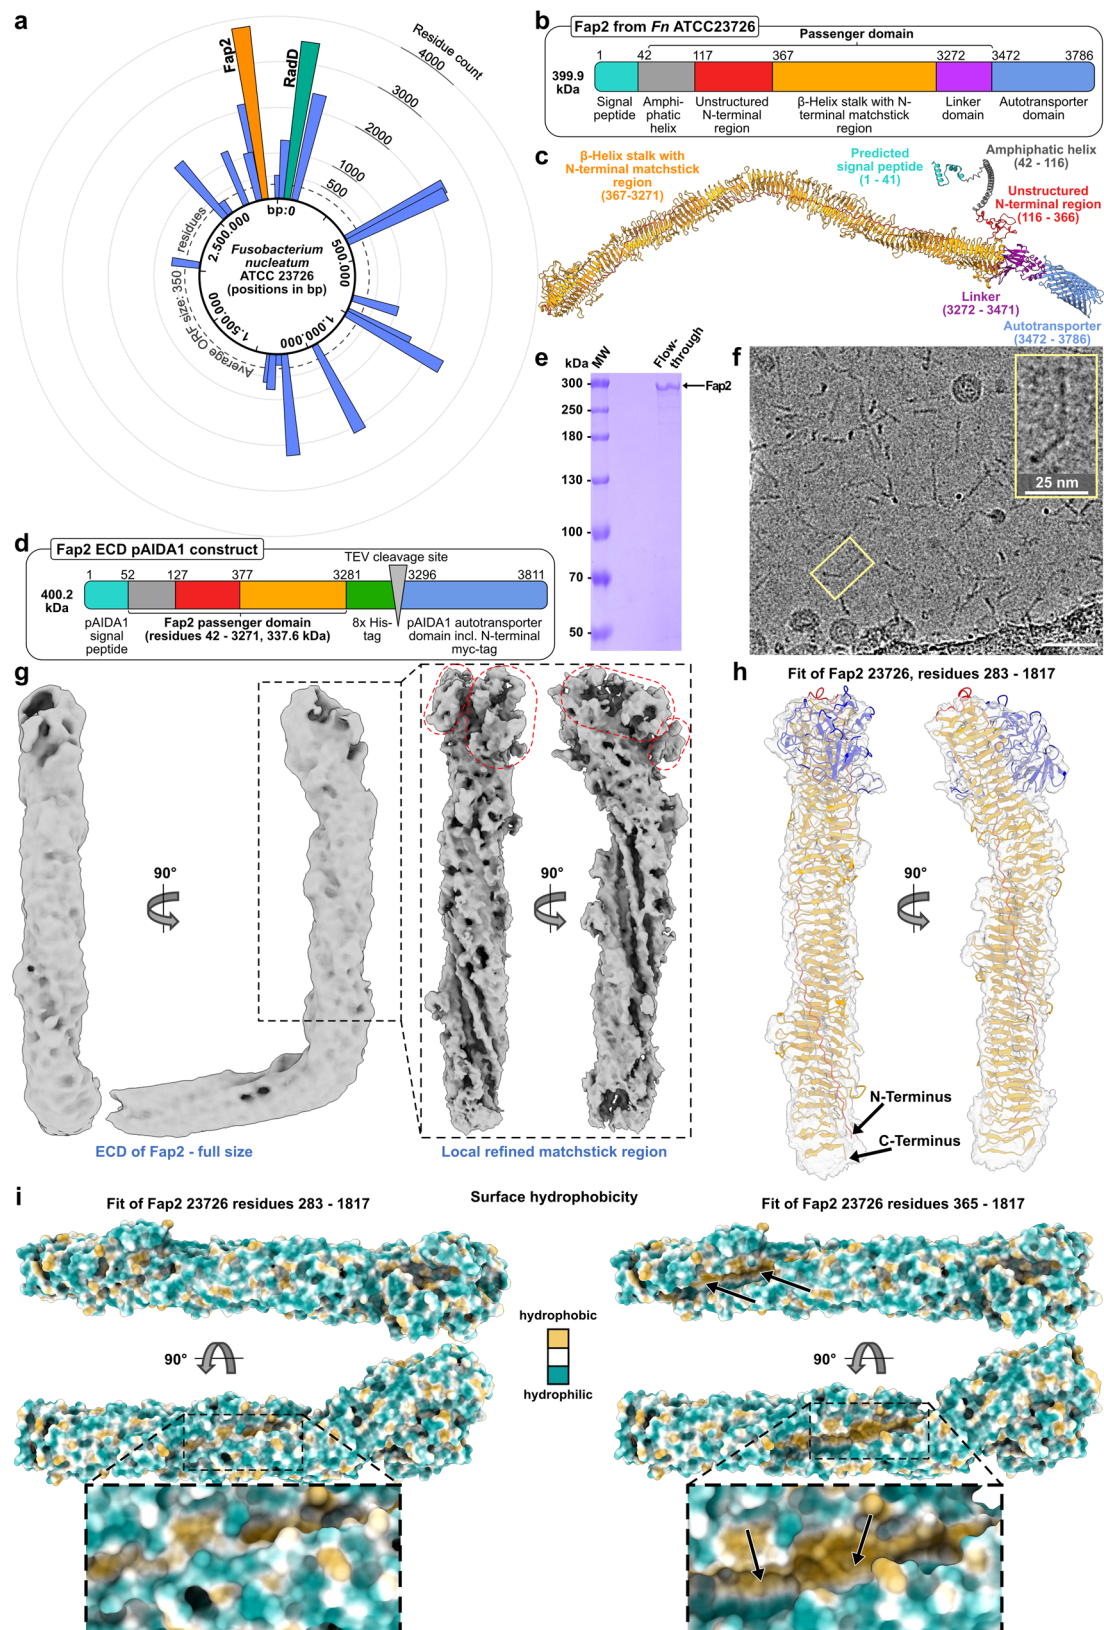 a
Fap2
RadD
Residue count
4000
3000
2000
1000
500
bp:0
500.000
1.000.000
1.500.000
2.500.000
Fusobacterium
nucleatum
ATCC 23726
(positions in bp)
Average ORF size: 350 residues
b
Fap2 from Fn ATCC23726
Passenger domain
1 42 117 367 3272 3472 3786
399.9
kDa
Signal
peptide
Amphi-
phatic
helix
Unstructured
N-terminal
region
β-Helix stalk with N-
terminal matchstick
region
Linker
domain
Autotransporter
domain
c
β-Helix stalk with
N-terminal matchstick
region
(367-3271)
Predicted
signal peptide
(1 - 41)
Amphiphatic helix
(42 - 116)
Unstructured
N-terminal region
(116 - 366)
Linker
(3272 - 3471)
Autotransporter
(3472 - 3786)
d
Fap2 ECD pAIDA1 construct
TEV cleavage site
1 52 127 377 3281 3296 3811
400.2
kDa
pAIDA1
signal
peptide
Fap2 passenger domain
(residues 42 - 3271, 337.6 kDa)
8x His-
tag
pAIDA1 autotransporter
domain incl. N-terminal
myc-tag
e
kDa
MW
Flow-
through
300
250
180
130
100
70
50
Fap2
f
25 nm
g
90°
90°
ECD of Fap2 - full size
Local refined matchstick region
h
Fit of Fap2 23726, residues 283 - 1817
90°
N-Terminus
C-Terminus
i
Surface hydrophobicity
Fit of Fap2 23726 residues 283 - 1817
Fit of Fap2 23726 residues 365 - 1817
hydrophobic
hydrophilic
90°
90°